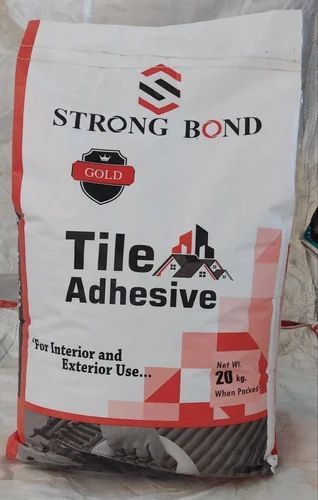 STRONG BOND
GOLD
Tile
Adhesive
'For Interior and
Exterior Use...
Net Wt.
20 kg.
When Packed